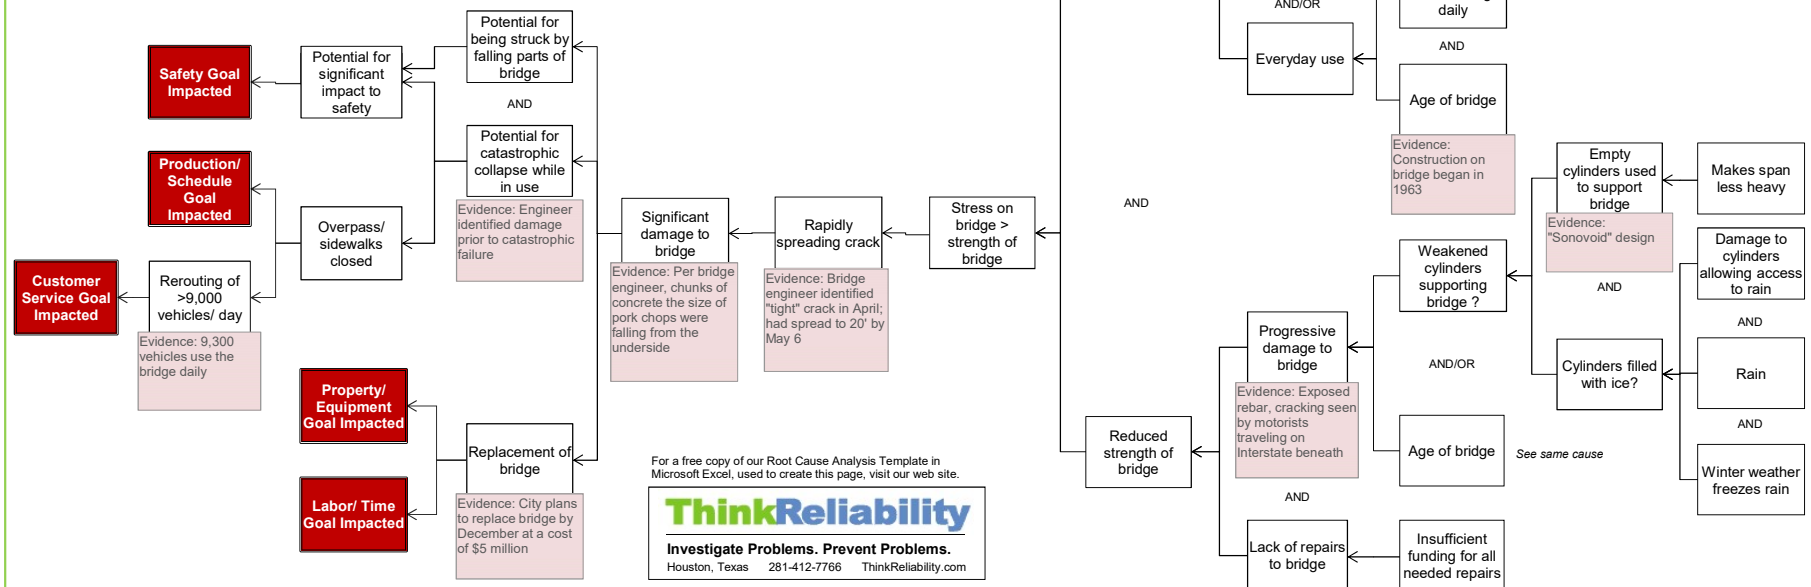 Safety Goal
Impacted
Production/
Schedule
Goal
Impacted
Customer
Service Goal
Impacted
Rerouting of
>9,000
vehicles/ day
Evidence: 9,300
vehicles use the
bridge daily
Potential for
significant
impact to
safety
Overpass/
sidewalks
closed
Property/
Equipment
Goal Impacted
Labor/ Time
Goal Impacted
Potential for
being struck by
falling parts of
bridge
AND
Potential for
catastrophic
collapse while
in use
Evidence: Engineer
identified damage
prior to catastrophic
failure
Replacement of
bridge
Evidence: City plans
to replace bridge by
December at a cost
of $5 million
Significant
damage to
bridge
Evidence: Per bridge
engineer, chunks of
concrete the size of
pork chops were
falling from the
underside
Rapidly
spreading crack
Evidence: Bridge
engineer identified
"tight" crack in April;
had spread to 20' by
May 6
Stress on
bridge >
strength of
bridge
For a free copy of our Root Cause Analysis Template in
Microsoft Excel, used to create this page, visit our web site.
ThinkReliability
Investigate Problems. Prevent Problems.
Houston, Texas 281-412-7766 ThinkReliability.com
AND
Reduced
strength of
bridge
AND/OR
Everyday use
daily
AND
Age of bridge
Evidence:
Construction on
bridge began in
1963
Progressive
damage to
bridge
Evidence: Exposed
rebar, cracking seen
by motorists
traveling on
Interstate beneath
AND
Lack of repairs
to bridge
Weakened
cylinders
supporting
bridge ?
AND/OR
Age of bridge
See same cause
Insufficient
funding for all
needed repairs
Empty
cylinders used
to support
bridge
Evidence:
"Sonovoid" design
AND
Cylinders filled
with ice?
Makes span
less heavy
Damage to
cylinders
allowing access
to rain
AND
Rain
AND
Winter weather
freezes rain